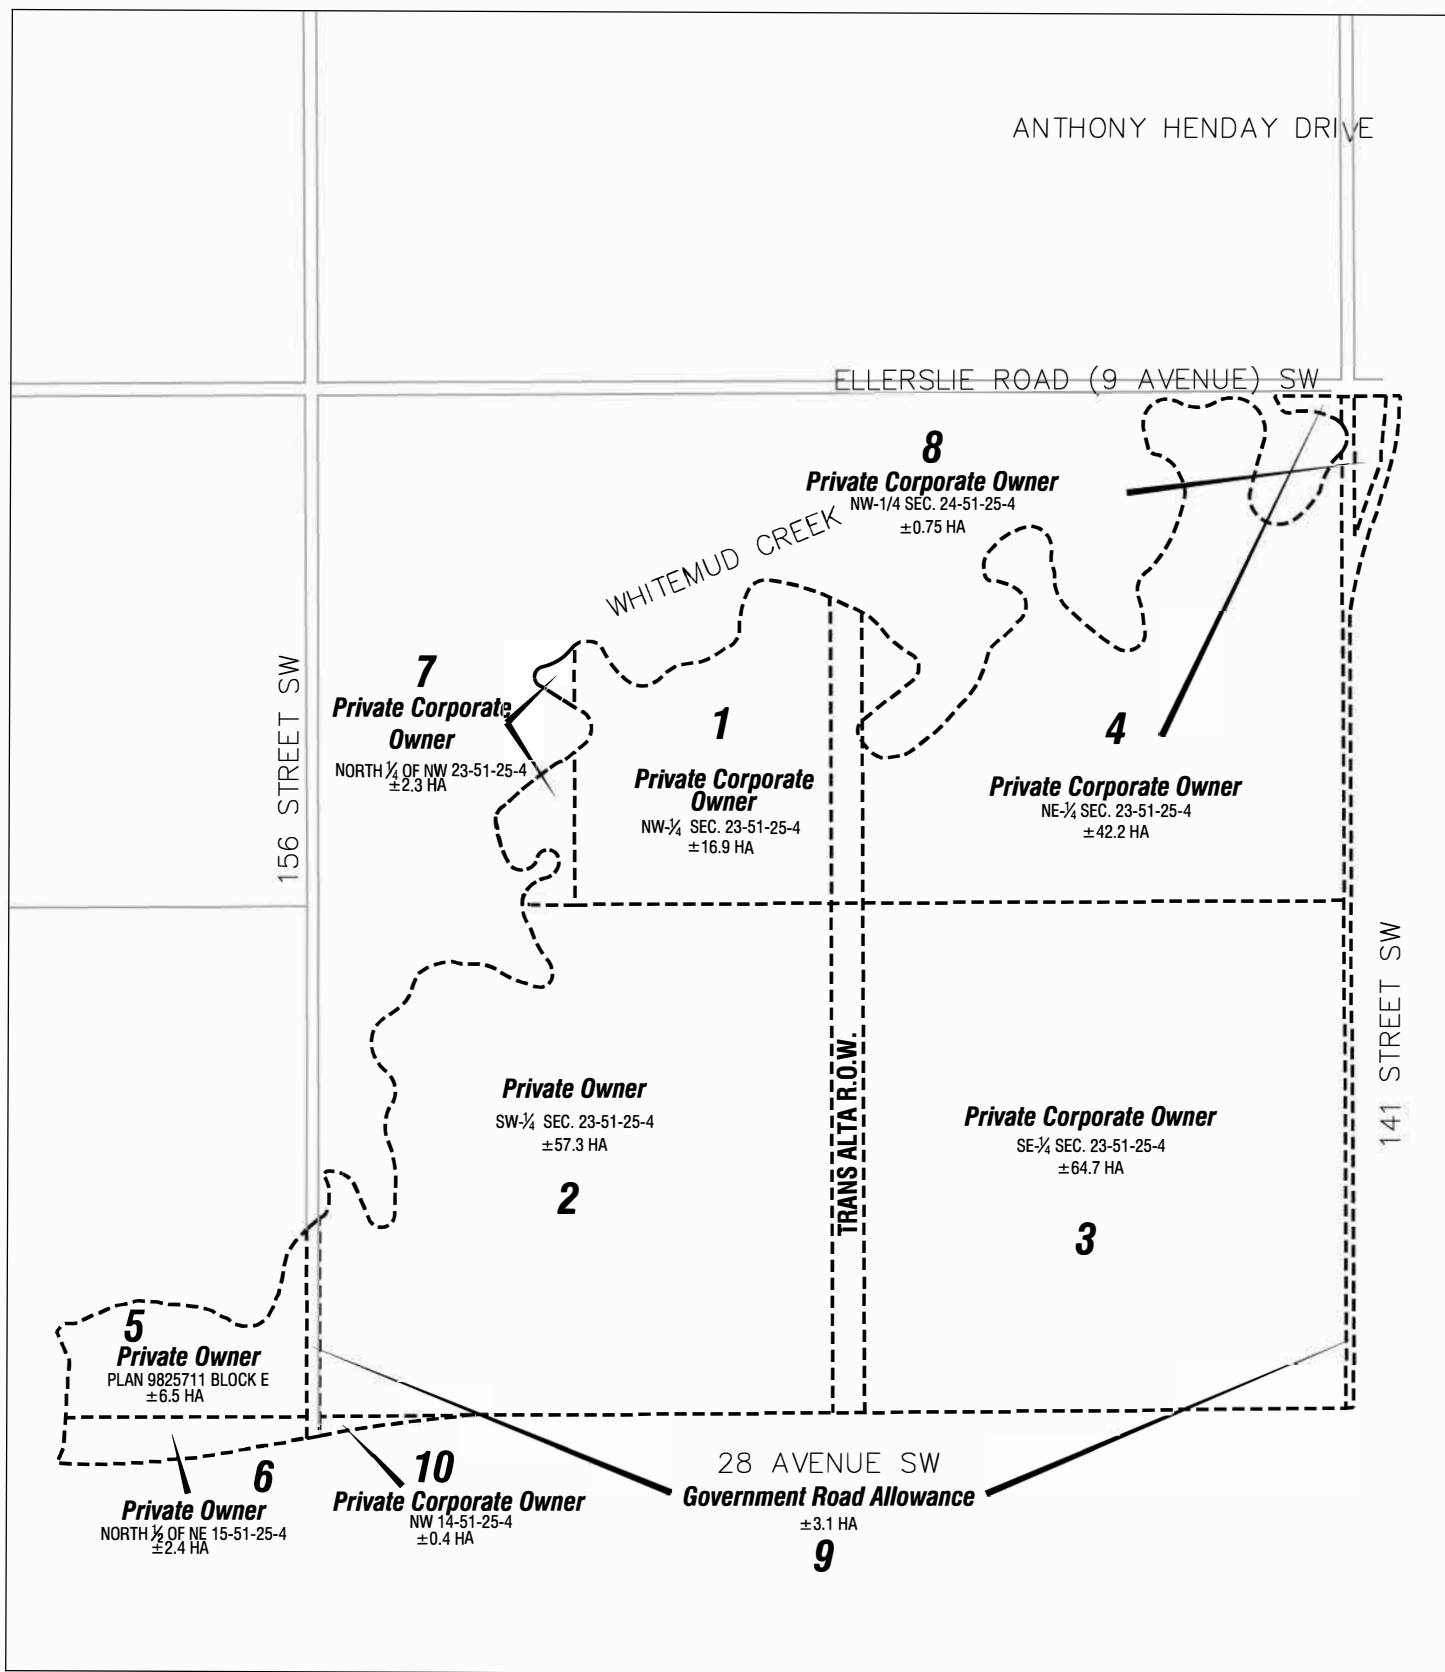 ANTHONY HENDAY DRIVE
ELLERSLIE ROAD (9 AVENUE) SW
8
Private Corporate Owner
NW-1/4 SEC. 24-51-25-4
±0.75 HA
WHITEMUD CREEK
7
Private Corporate
Owner
NORTH ¼ OF NW 23-51-25-4
±2.3 HA
156 STREET SW
1
Private Corporate
Owner
NW-¼ SEC. 23-51-25-4
±16.9 HA
4
Private Corporate Owner
NE-¼ SEC. 23-51-25-4
±42.2 HA
141 STREET SW
TRANS ALTA R.O.W.
Private Owner
SW-¼ SEC. 23-51-25-4
±57.3 HA
2
Private Corporate Owner
SE-¼ SEC. 23-51-25-4
±64.7 HA
3
5
Private Owner
PLAN 9825711 BLOCK E
±6.5 HA
6
Private Owner
NORTH ½ OF NE 15-51-25-4
±2.4 HA
10
Private Corporate Owner
NW 14-51-25-4
±0.4 HA
28 AVENUE SW
Government Road Allowance
±3.1 HA
9